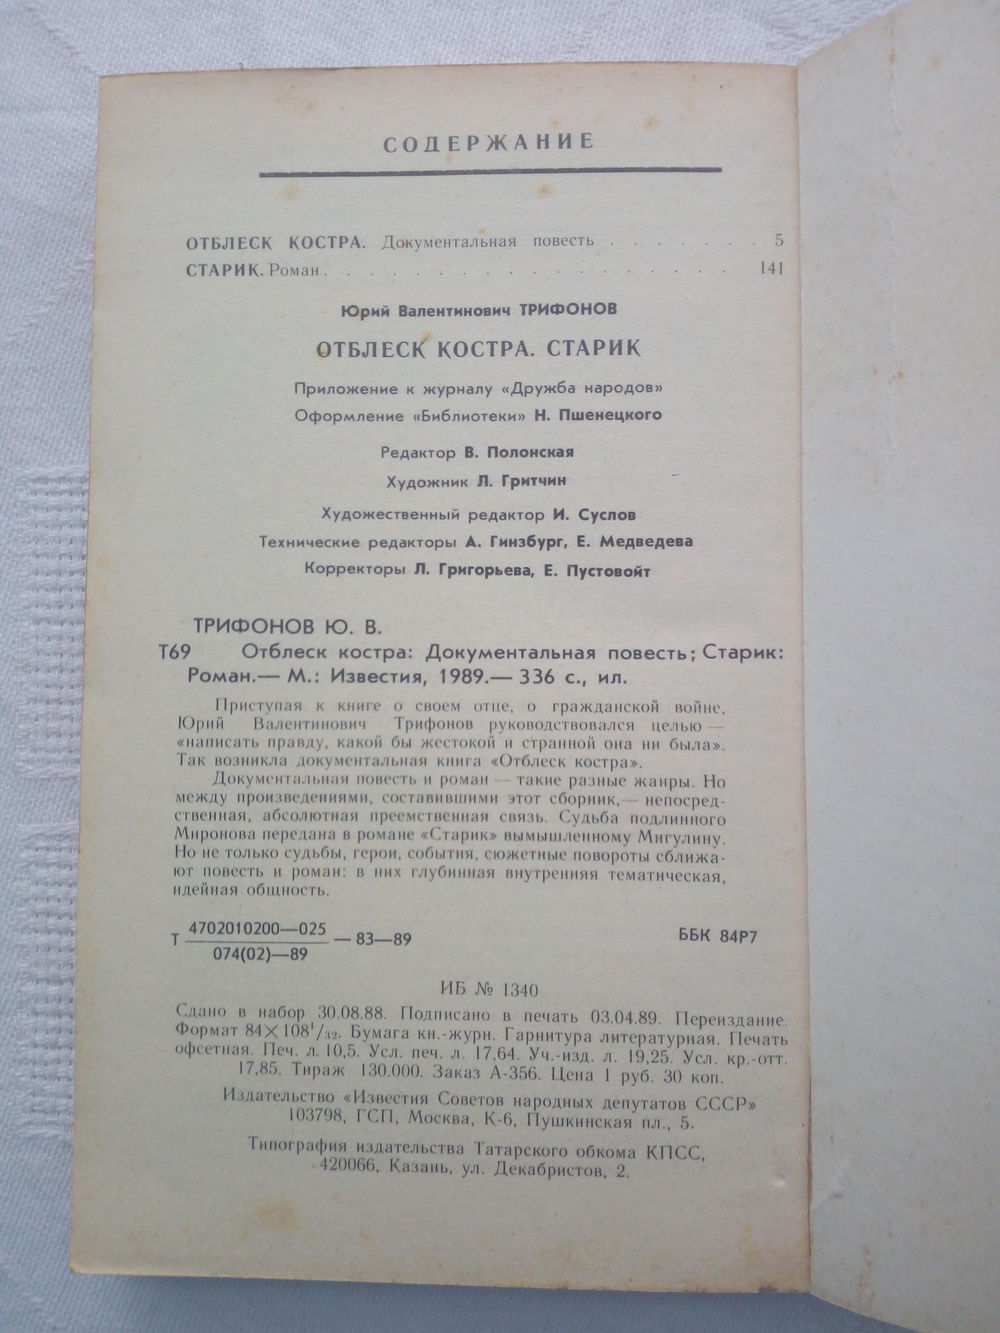 СОДЕРЖАНИЕ
ОТБЛЕСК КОСТРА. Документальная повесть . . . . . . . 5
СТАРИК. Роман . . . . . . . . . . . . . . . . . . 141
Юрий Валентинович ТРИФОНОВ
ОТБЛЕСК КОСТРА. СТАРИК
Приложение к журналу «Дружба народов»
Оформление «Библиотеки» Н. Пшенецкого
Редактор В. Полонская
Художник Л. Гритчин
Художественный редактор И. Суслов
Технические редакторы А. Гинзбург, Е. Медведева
Корректоры Л. Григорьева, Е. Пустовойт
ТРИФОНОВ Ю. В.
Т69 Отблеск костра: Документальная повесть; Старик:
Роман.— М.: Известия, 1989.— 336 с., ил.
Приступая к книге о своем отце, о гражданской войне,
Юрий Валентинович Трифонов руководствовался целью —
«написать правду, какой бы жестокой и странной она ни была».
Так возникла документальная книга «Отблеск костра».
Документальная повесть и роман — такие разные жанры. Но
между произведениями, составившими этот сборник,— непосред-
ственная, абсолютная преемственная связь. Судьба подлинного
Миронова передана в романе «Старик» вымышленному Мигулину.
Но не только судьбы, герои, события, сюжетные повороты сближа-
ют повесть и роман: в них глубинная внутренняя тематическая,
идейная общность.
Т 4702010200—025 / 074(02)—89 — 83—89 ББК 84Р7
ИБ № 1340
Сдано в набор 30.08.88. Подписано в печать 03.04.89. Переиздание.
Формат 84×108¹/₃₂. Бумага кн.-журн. Гарнитура литературная. Печать
офсетная. Печ. л. 10,5. Усл. печ. л. 17,64. Уч.-изд. л. 19,25. Усл. кр.-отт.
17,85. Тираж 130.000. Заказ А-356. Цена 1 руб. 30 коп.
Издательство «Известия Советов народных депутатов СССР»
103798, ГСП, Москва, К-6, Пушкинская пл., 5.
Типография издательства Татарского обкома КПСС,
420066, Казань, ул. Декабристов, 2.